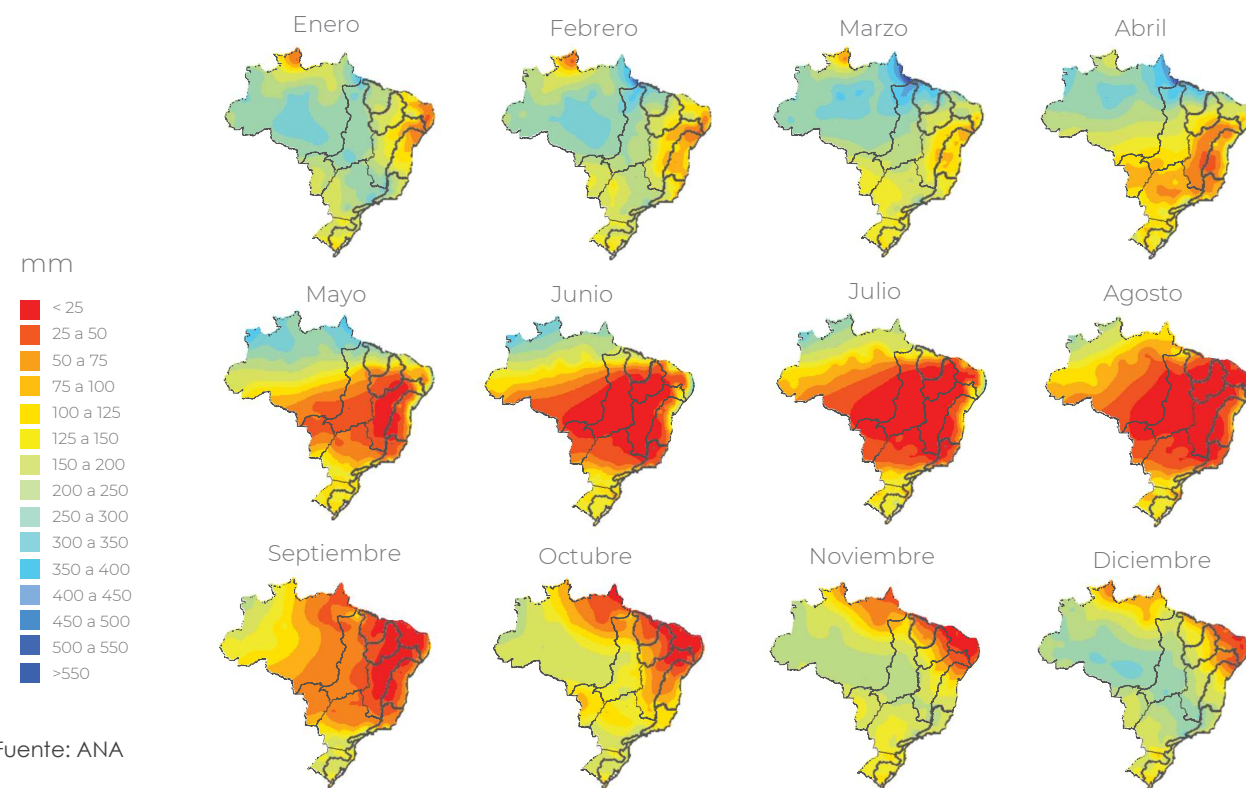 Enero
Febrero
Marzo
Abril
mm
< 25
25 a 50
50 a 75
75 a 100
100 a 125
125 a 150
150 a 200
200 a 250
250 a 300
300 a 350
350 a 400
400 a 450
450 a 500
500 a 550
>550
Mayo
Junio
Julio
Agosto
Septiembre
Octubre
Noviembre
Diciembre
Fuente: ANA